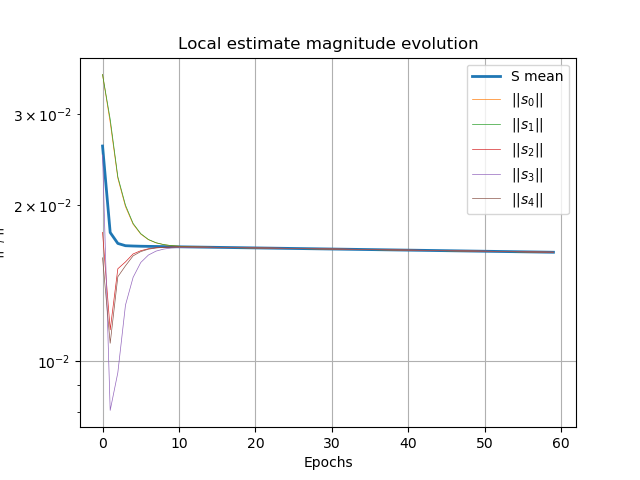 Local estimate magnitude evolution
S mean
||s₀||
||s₁||
||s₂||
||s₃||
||s₄||
3 × 10⁻²
2 × 10⁻²
10⁻²
0 10 20 30 40 50 60
Epochs